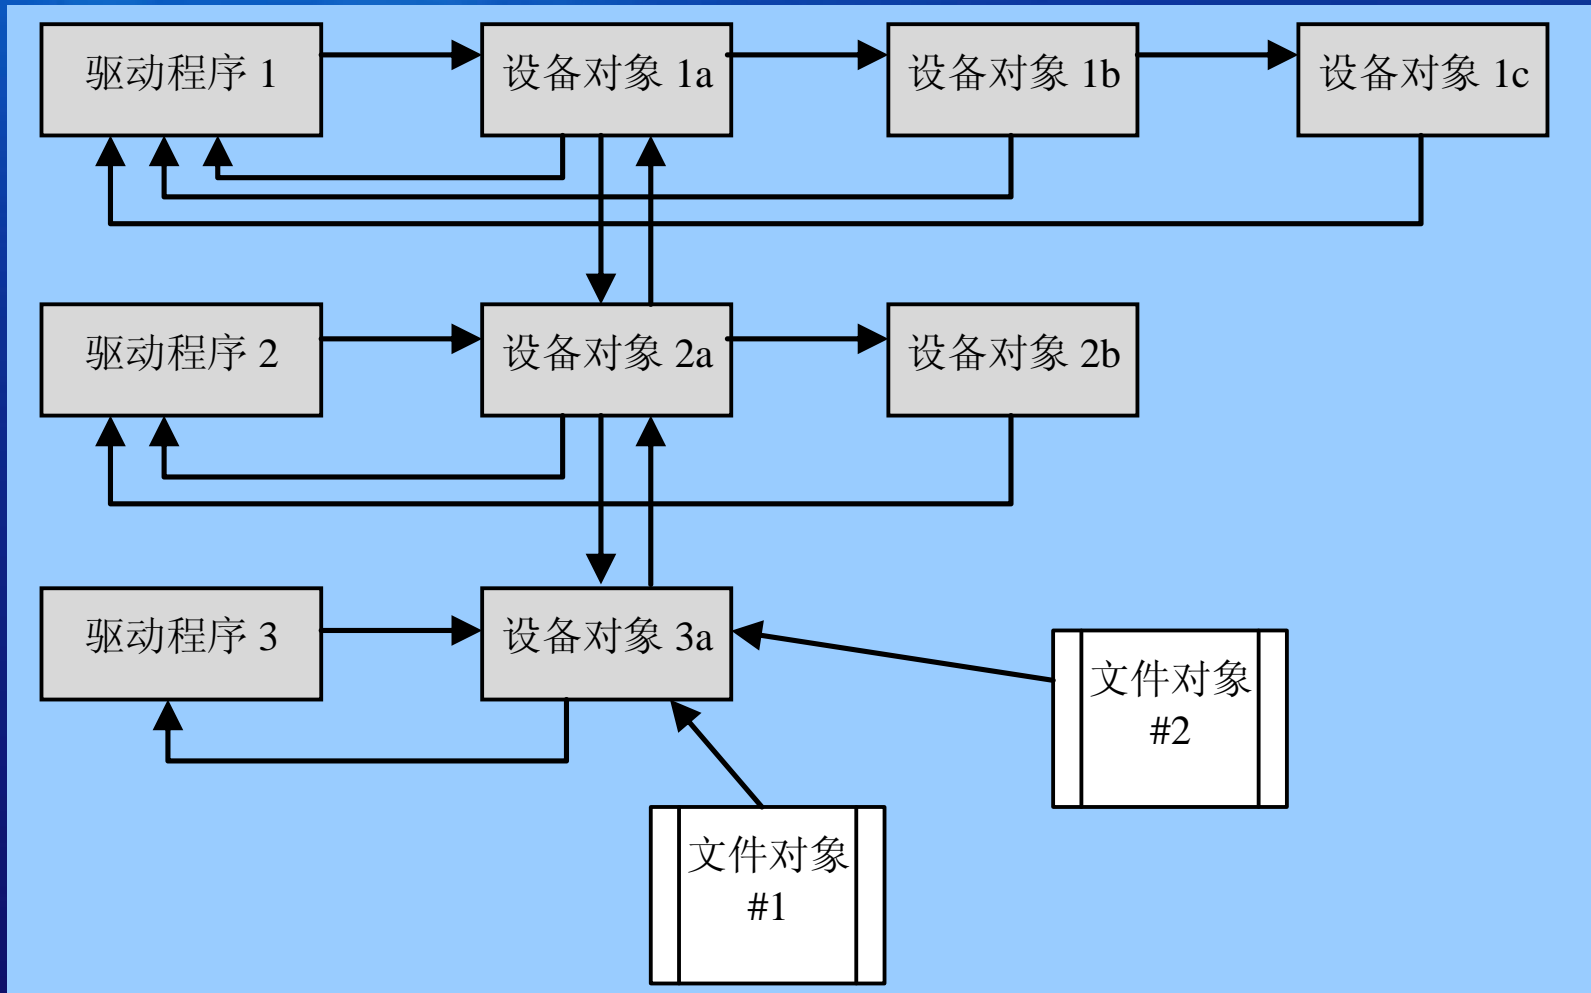 驱动程序 1
设备对象 1a
设备对象 1b
设备对象 1c
驱动程序 2
设备对象 2a
设备对象 2b
驱动程序 3
设备对象 3a
文件对象
#2
文件对象
#1